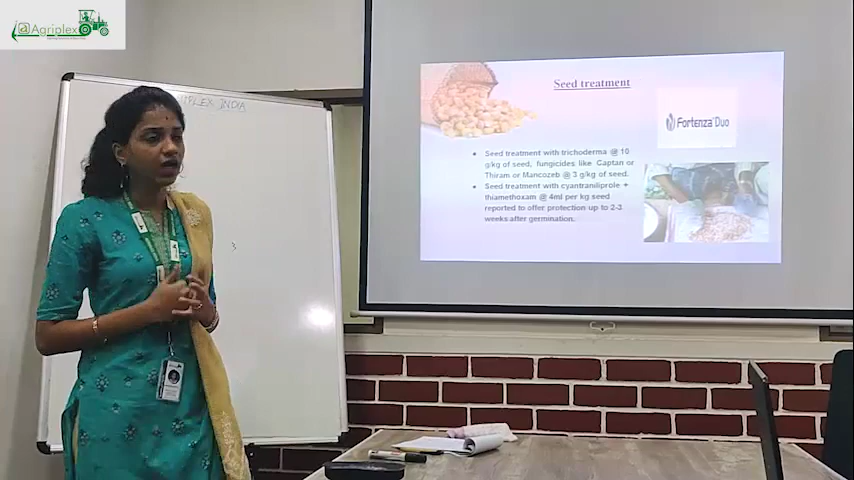 @Agriplex
PLEX INDIA
Seed treatment
Fortenza Duo
• Seed treatment with trichoderma @ 10
g/kg of seed, fungicides like Captan or
Thiram or Mancozeb @ 3 g/kg of seed.
• Seed treatment with cyantraniliprole +
thiamethoxam @ 4ml per kg seed
reported to offer protection up to 2-3
weeks after germination.